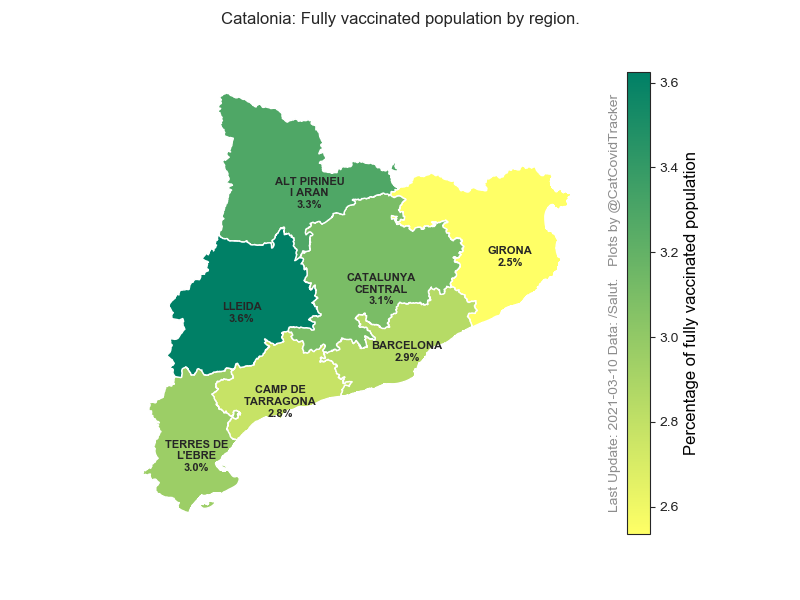 Catalonia: Fully vaccinated population by region.
ALT PIRINEU
I ARAN
3.3%
GIRONA
2.5%
CATALUNYA
CENTRAL
3.1%
LLEIDA
3.6%
BARCELONA
2.9%
CAMP DE
TARRAGONA
2.8%
TERRES DE
L'EBRE
3.0%
Last Update: 2021-03-10 Data: /Salut.   Plots by @CatCovidTracker
3.6
3.4
3.2
3.0
2.8
2.6
Percentage of fully vaccinated population